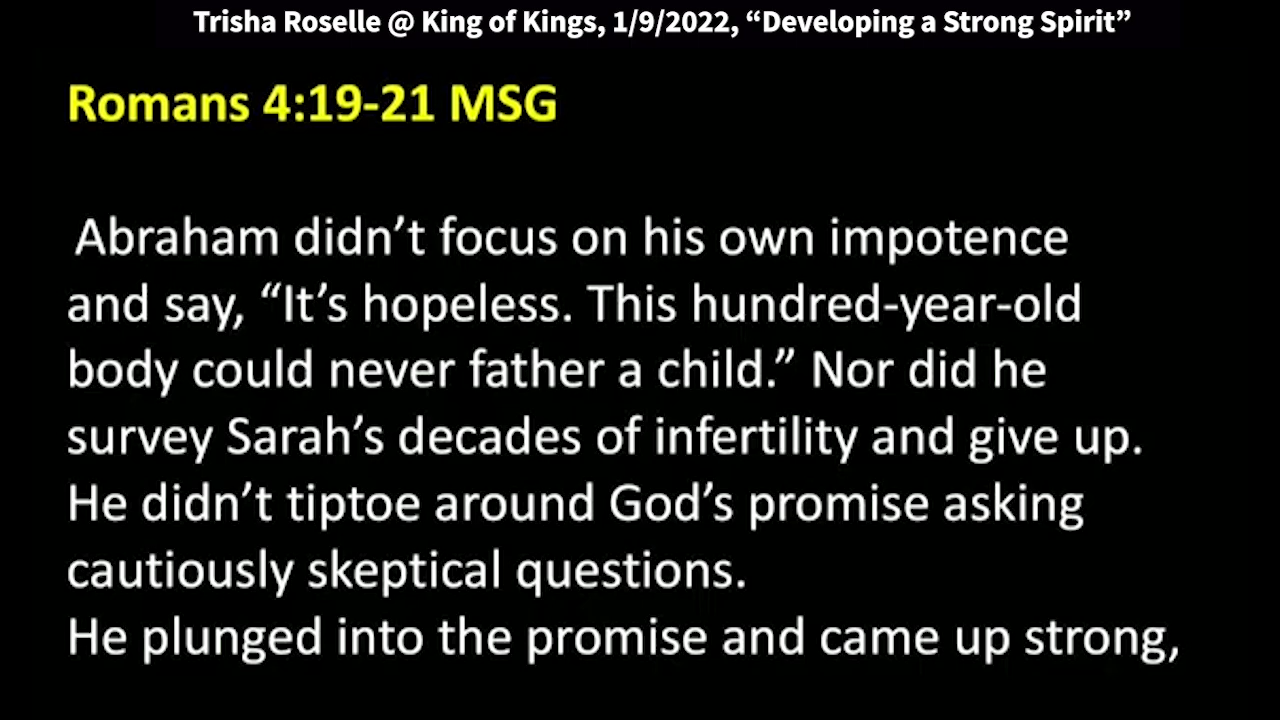 Trisha Roselle @ King of Kings, 1/9/2022, “Developing a Strong Spirit”
Romans 4:19-21 MSG
Abraham didn’t focus on his own impotence
and say, “It’s hopeless. This hundred-year-old
body could never father a child.” Nor did he
survey Sarah’s decades of infertility and give up.
He didn’t tiptoe around God’s promise asking
cautiously skeptical questions.
He plunged into the promise and came up strong,